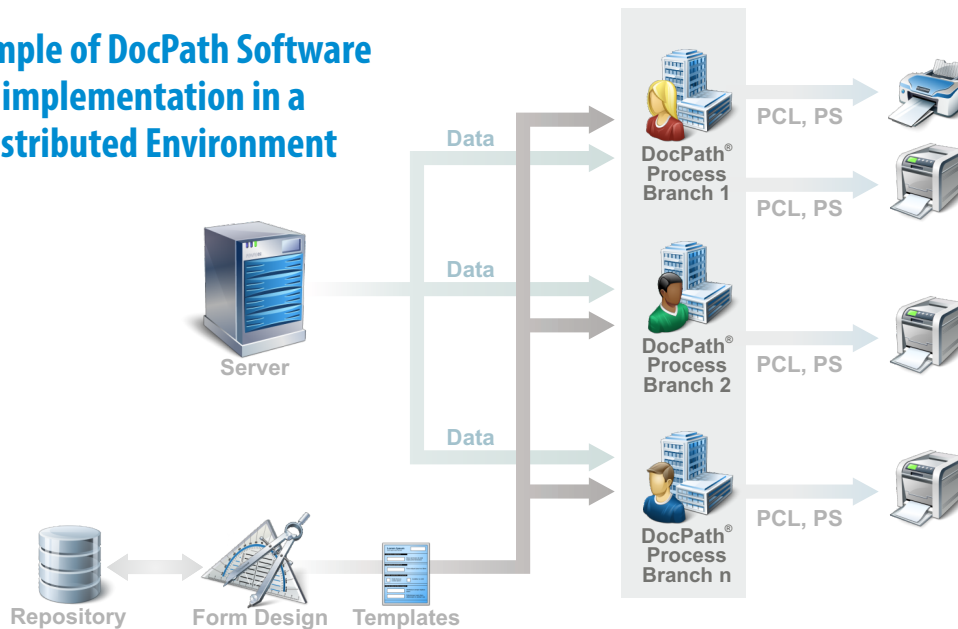 mple of DocPath Software
implementation in a
stributed Environment
Data
Data
Data
Server
DocPath®
Process
Branch 1
DocPath®
Process
Branch 2
DocPath®
Process
Branch n
PCL, PS
PCL, PS
PCL, PS
PCL, PS
Repository
Form Design
Templates